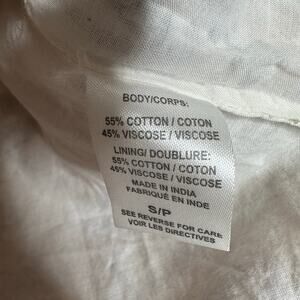 BODY/CORPS:
55% COTTON / COTON
45% VISCOSE / VISCOSE
LINING/ DOUBLURE:
55% COTTON / COTON
45% VISCOSE / VISCOSE
MADE IN INDIA
FABRIQUÉ EN INDE
S/P
SEE REVERSE FOR CARE
VOIR LES DIRECTIVES